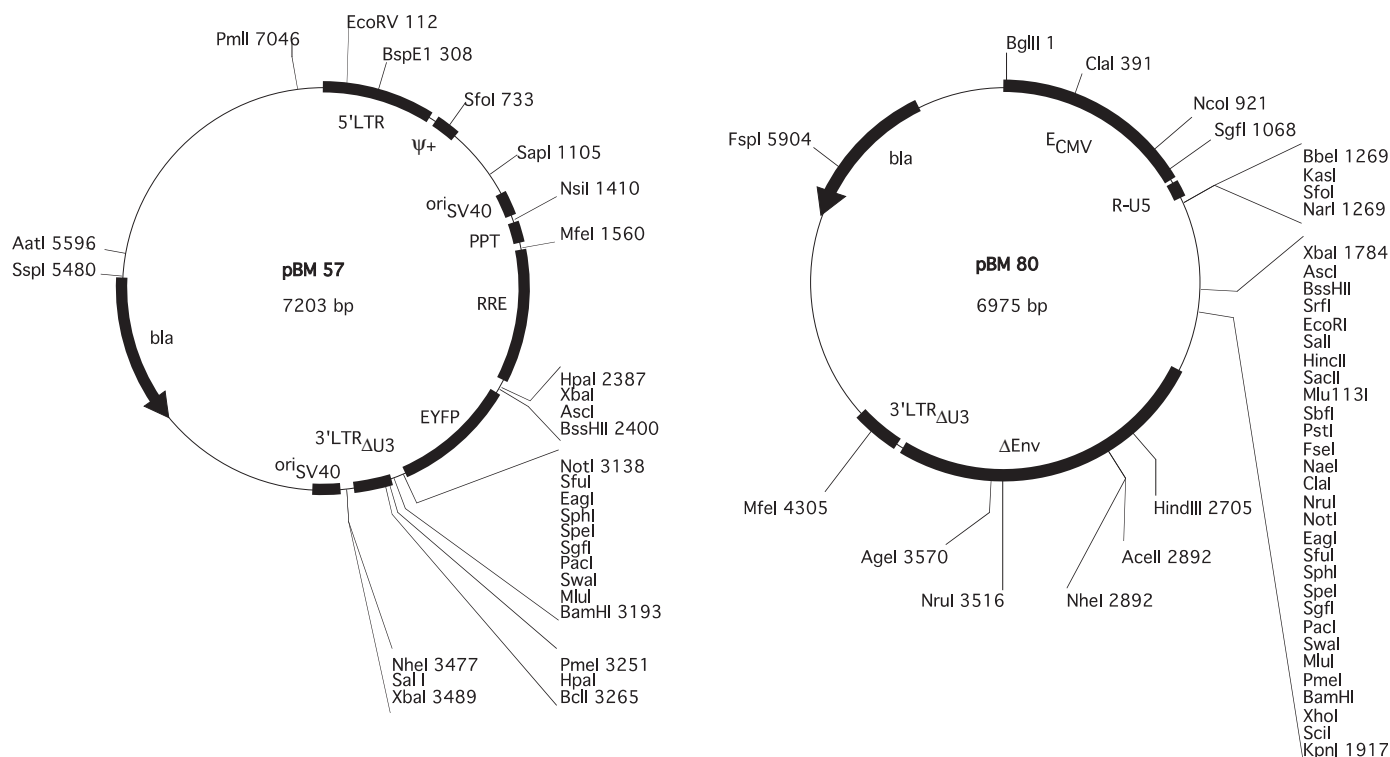 EcoRV 112
BspE1 308
PmlI 7046
SfoI 733
5'LTR
Ψ+
SapI 1105
NsiI 1410
oriSV40
PPT
MfeI 1560
AatI 5596
SspI 5480
pBM 57
7203 bp
RRE
bla
HpaI 2387
XbaI
AscI
BssHII 2400
EYFP
3'LTRΔU3
oriSV40
NotI 3138
SfuI
EagI
SphI
SpeI
SgfI
PacI
SwaI
MluI
BamHI 3193
NheI 3477
Sal I
XbaI 3489
PmeI 3251
HpaI
BclI 3265
BglII 1
ClaI 391
NcoI 921
SgfI 1068
FspI 5904
bla
ECMV
R-U5
BbeI 1269
KasI
SfoI
NarI 1269
pBM 80
6975 bp
XbaI 1784
AscI
BssHII
SrfI
EcoRI
SalI
HincII
SacII
Mlu113I
SbfI
PstI
FseI
NaeI
ClaI
NruI
NotI
EagI
SfuI
SphI
SpeI
SgfI
PacI
SwaI
MluI
PmeI
BamHI
XhoI
SciI
KpnI 1917
3'LTRΔU3
ΔEnv
MfeI 4305
HindIII 2705
AgeI 3570
AceII 2892
NruI 3516
NheI 2892